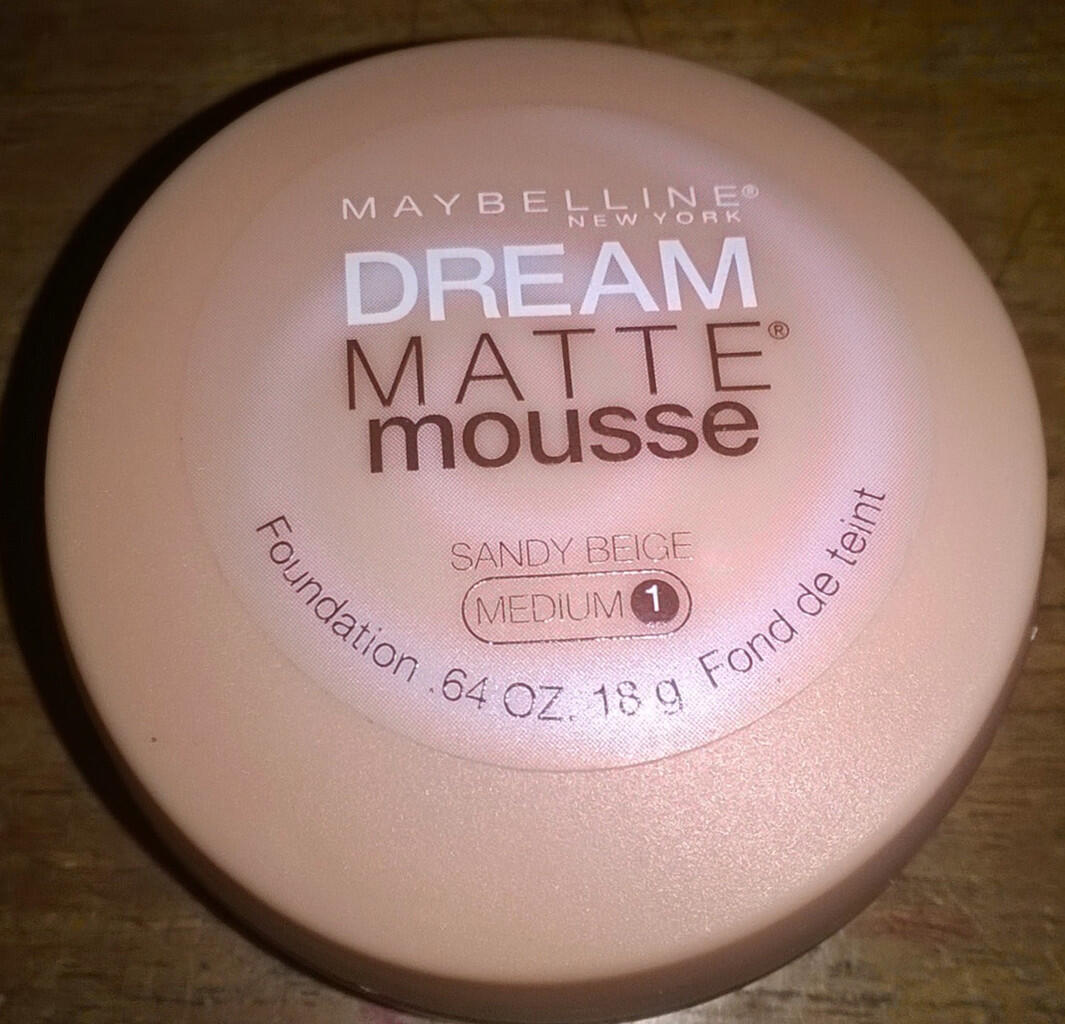 MAYBELLINE®
NEW YORK
DREAM
MATTE®
mousse
SANDY BEIGE
MEDIUM 1
Foundation .64 OZ. 18 g Fond de teint